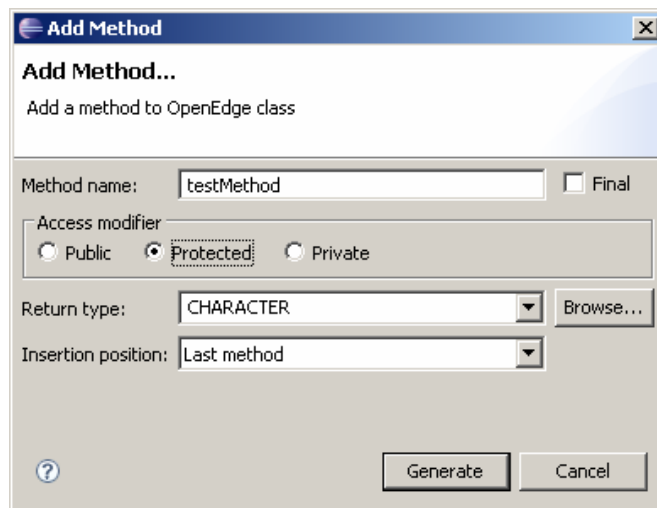 Add Method
Add Method...
Add a method to OpenEdge class
Method name: testMethod Final
Access modifier
Public Protected Private
Return type: CHARACTER Browse...
Insertion position: Last method
Generate Cancel